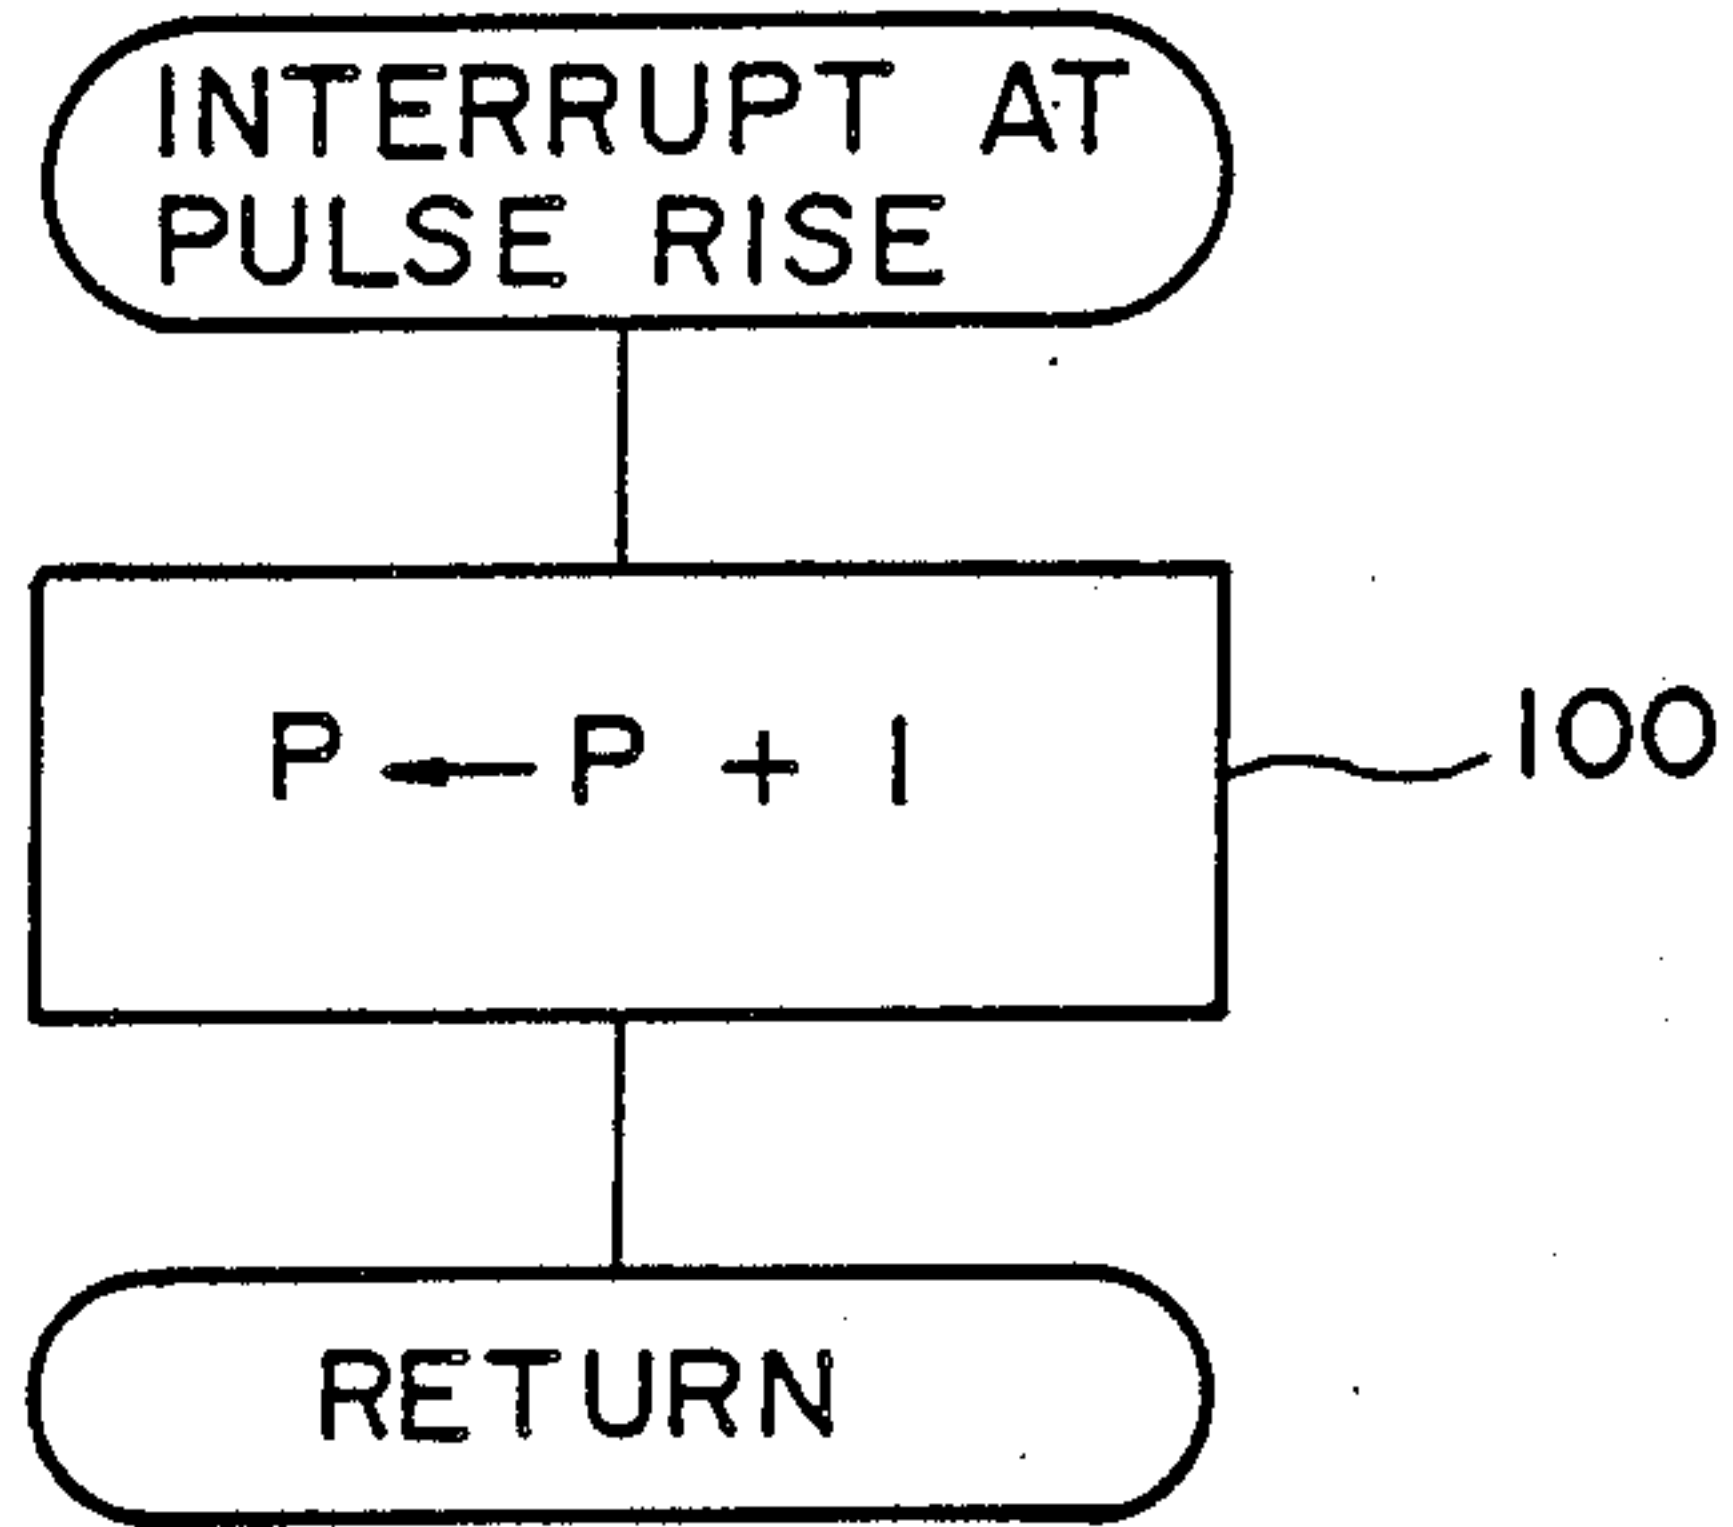 INTERRUPT AT
PULSE RISE
P ← P + 1
100
RETURN